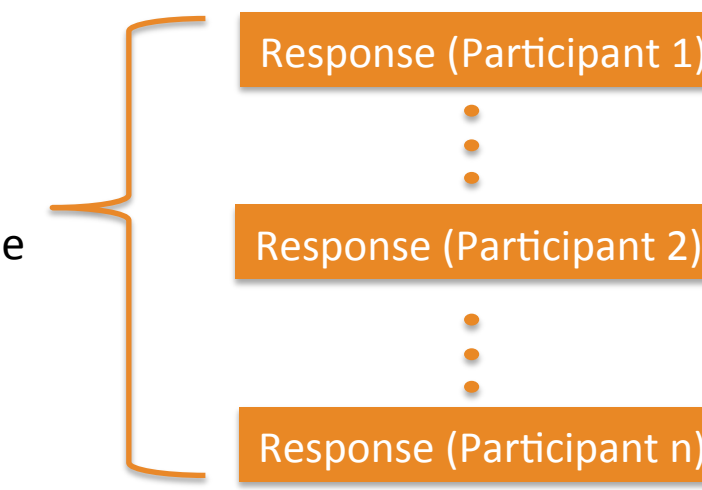 Response (Participant 1)
e
Response (Participant 2)
Response (Participant n)